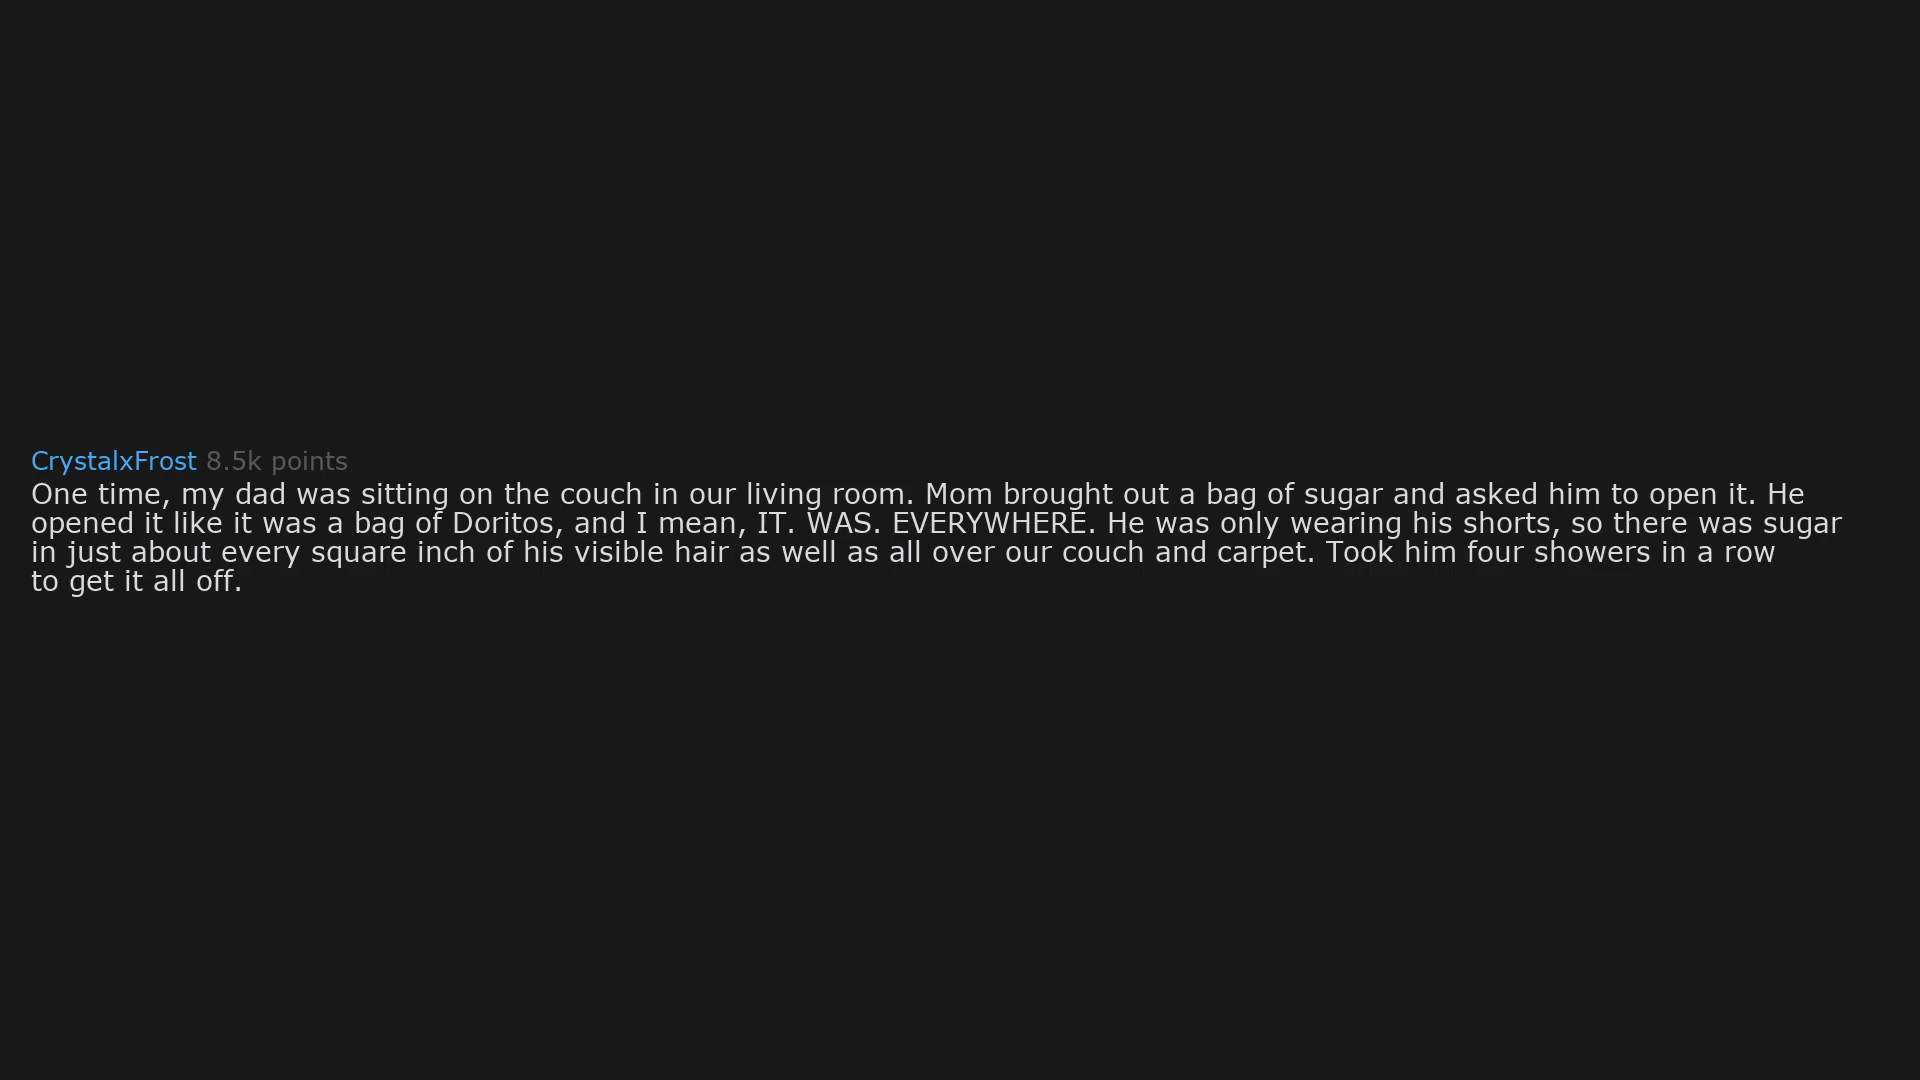 CrystalxFrost 8.5k points
One time, my dad was sitting on the couch in our living room. Mom brought out a bag of sugar and asked him to open it. He
opened it like it was a bag of Doritos, and I mean, IT. WAS. EVERYWHERE. He was only wearing his shorts, so there was sugar
in just about every square inch of his visible hair as well as all over our couch and carpet. Took him four showers in a row
to get it all off.